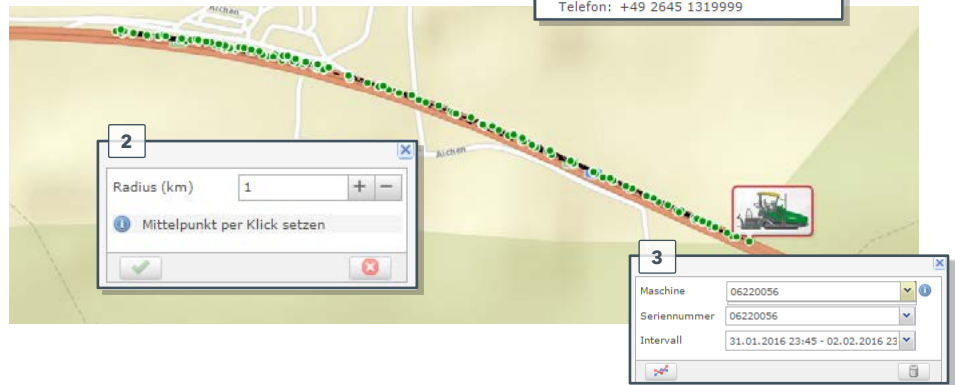 Telefon: +49 2645 1319999
Aichen
2
Radius (km) 1
Mittelpunkt per Klick setzen
Aichen
3
Maschine 06220056
Seriennummer 06220056
Intervall 31.01.2016 23:45 - 02.02.2016 23